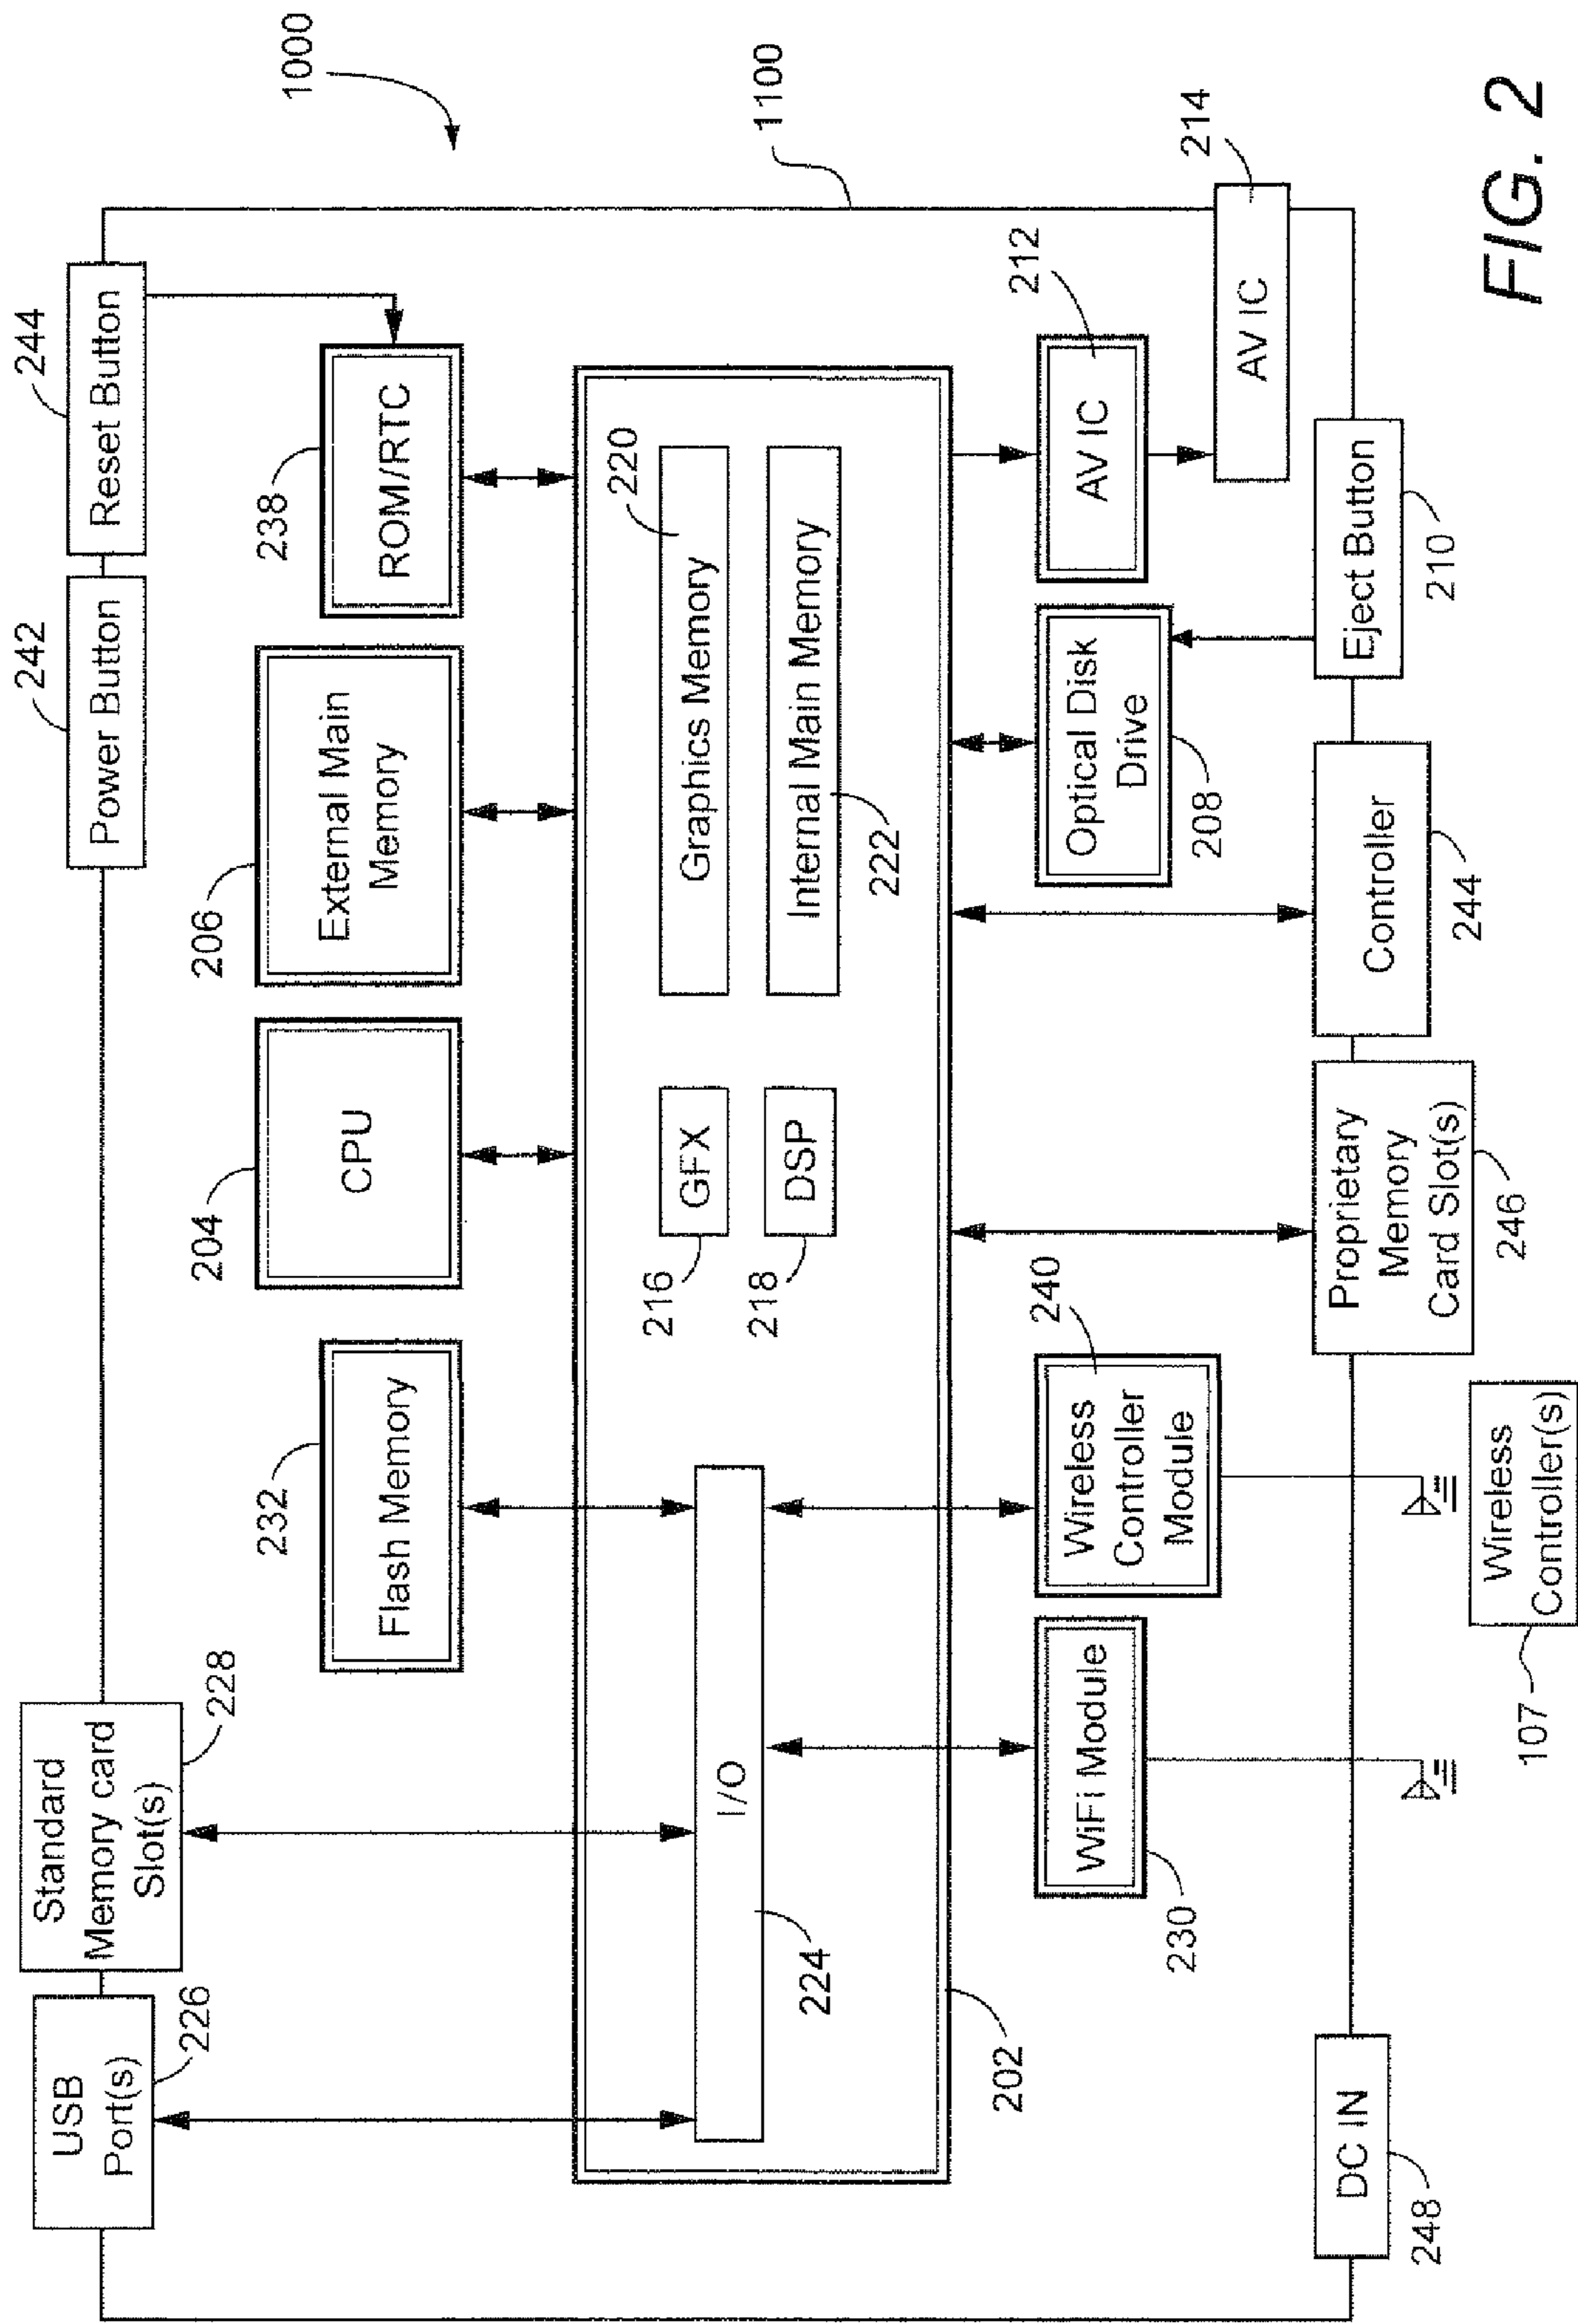 1000
1100
USB
Port(s)
226
Standard
Memory card
Slot(s)
228
242
Power Button
244
Reset Button
232
Flash Memory
204
CPU
206
External Main
Memory
238
ROM/RTC
I/O
224
216
GFX
218
DSP
220
Graphics Memory
Internal Main Memory
222
202
WiFi Module
230
Wireless
Controller
Module
240
Optical Disk
Drive
208
AV IC
212
AV IC
214
DC IN
248
Proprietary
Memory
Card Slot(s)
246
Controller
244
Eject Button
210
107
Wireless
Controller(s)
FIG. 2